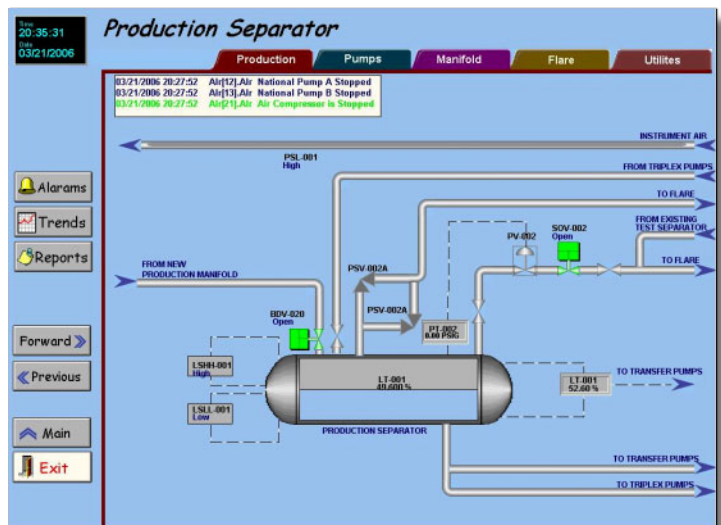 Time
20:35:31
Date
03/21/2006
Production Separator
Production
Pumps
Manifold
Flare
Utilites
03/21/2006 20:27:52 Alr[12].Alr National Pump A Stopped
03/21/2006 20:27:52 Alr[13].Alr National Pump B Stopped
03/21/2006 20:27:52 Alr[21].Alr Air Compressor is Stopped
INSTRUMENT AIR
PSL-001
High
FROM TRIPLEX PUMPS
TO FLARE
FROM EXISTING
TEST SEPARATOR
SOV-002
Open
PV-002
TO FLARE
FROM NEW
PRODUCTION MANIFOLD
PSV-002A
PSV-002A
BDV-020
Open
PT-002
0.00 PSIG
LSHH-001
High
LT-001
49.600 %
LT-001
52.60 %
TO TRANSFER PUMPS
LSLL-001
Low
PRODUCTION SEPARATOR
TO TRANSFER PUMPS
TO TRIPLEX PUMPS
Alarams
Trends
Reports
Forward
Previous
Main
Exit